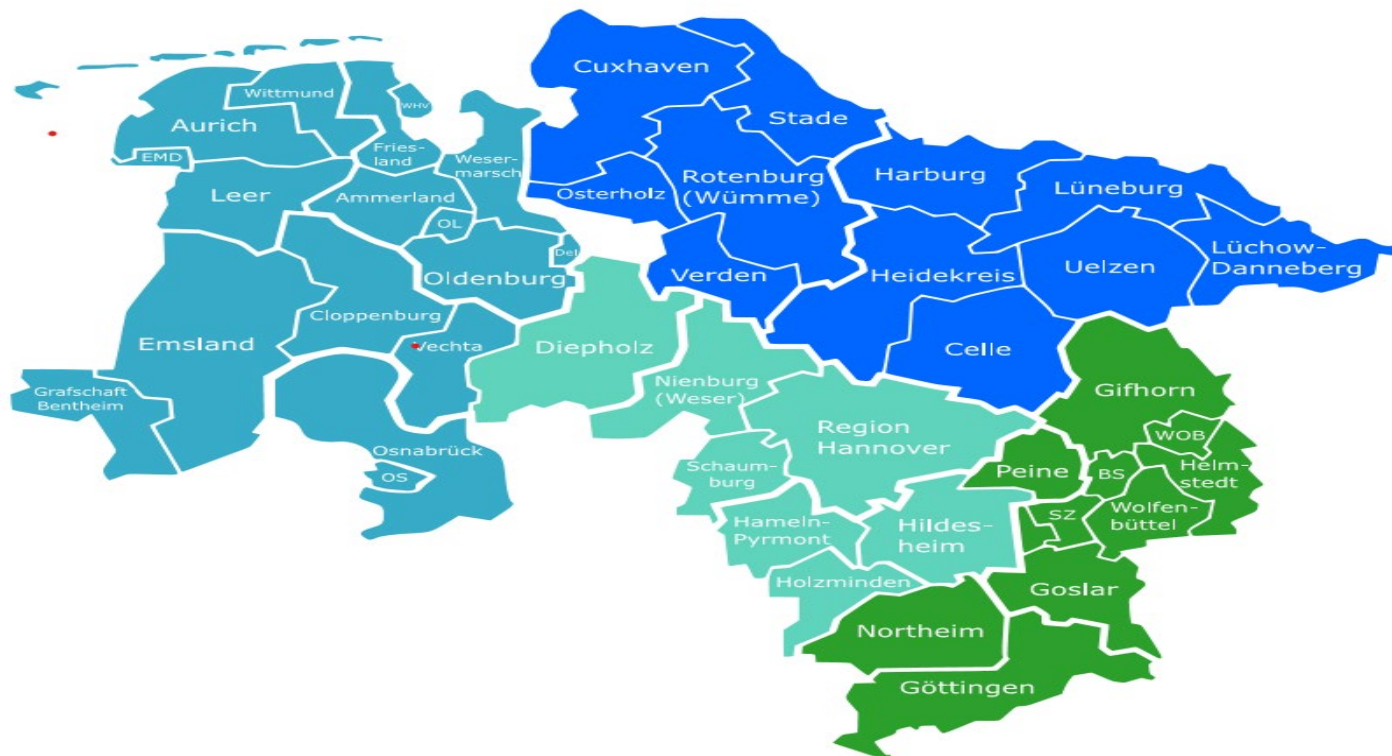 Cuxhaven
Wittmund
WHV
Stade
Aurich
Fries-
land
EMD
Weser-
marsch
Leer
Ammerland
Osterholz
Rotenburg
(Wümme)
Harburg
Lüneburg
OL
Del
Oldenburg
Verden
Heidekreis
Uelzen
Lüchow-
Danneberg
Cloppenburg
Emsland
Vechta
Diepholz
Celle
Grafschaft
Bentheim
Nienburg
(Weser)
Gifhorn
Region
Hannover
WOB
Osnabrück
OS
Schaum-
burg
Peine
BS
Helm-
stedt
Hameln-
Pyrmont
Hildes-
heim
SZ
Wolfen-
büttel
Holzminden
Goslar
Northeim
Göttingen